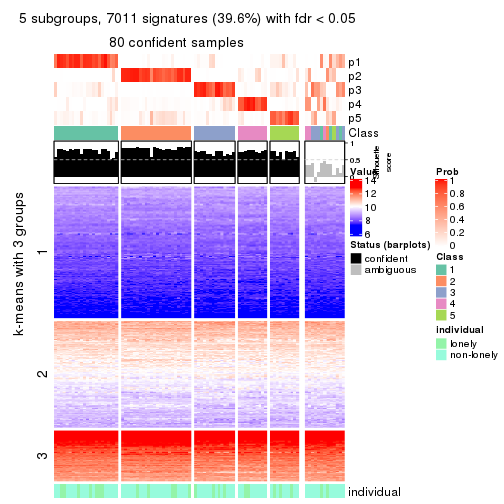 5 subgroups, 7011 signatures (39.6%) with fdr < 0.05
80 confident samples
p1
p2
p3
p4
p5
Class
1
0.5
0
silhouette
score
k-means with 3 groups
1
2
3
individual
Value
14
12
10
8
6
Status (barplots)
confident
ambiguous
Prob
1
0.8
0.6
0.4
0.2
0
Class
1
2
3
4
5
individual
lonely
non-lonely